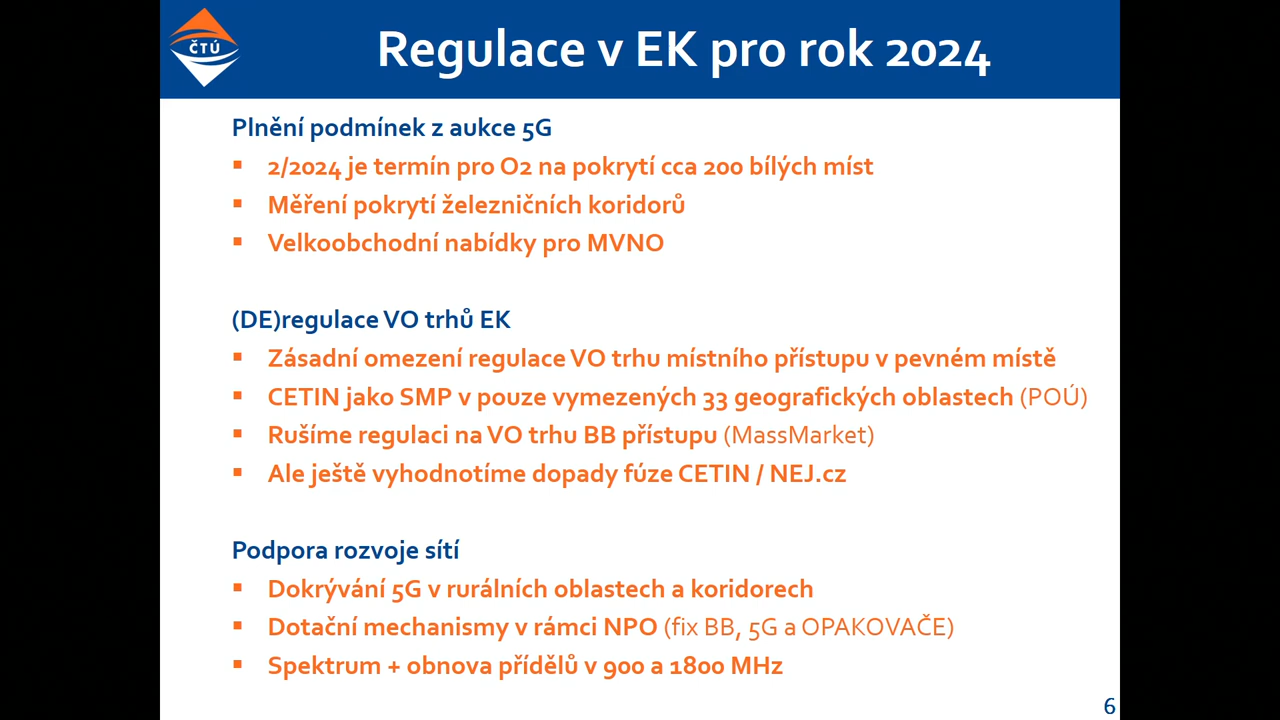 ČTÚ
Regulace v EK pro rok 2024
Plnění podmínek z aukce 5G
▪ 2/2024 je termín pro O2 na pokrytí cca 200 bílých míst
▪ Měření pokrytí železničních koridorů
▪ Velkoobchodní nabídky pro MVNO
(DE)regulace VO trhů EK
▪ Zásadní omezení regulace VO trhu místního přístupu v pevném místě
▪ CETIN jako SMP v pouze vymezených 33 geografických oblastech (POÚ)
▪ Rušíme regulaci na VO trhu BB přístupu (MassMarket)
▪ Ale ještě vyhodnotíme dopady fúze CETIN / NEJ.cz
Podpora rozvoje sítí
▪ Dokrývání 5G v rurálních oblastech a koridorech
▪ Dotační mechanismy v rámci NPO (fix BB, 5G a OPAKOVAČE)
▪ Spektrum + obnova přídělů v 900 a 1800 MHz
6